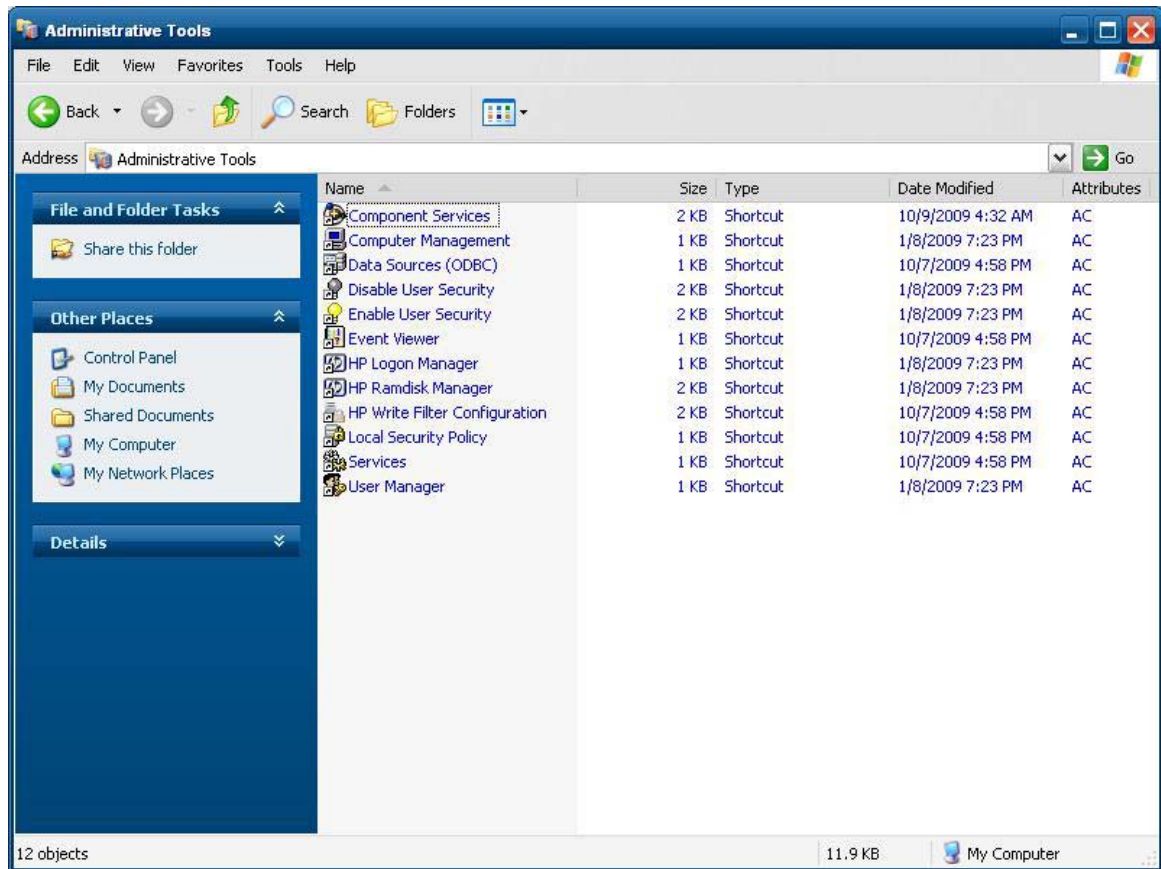 Administrative Tools
File Edit View Favorites Tools Help
Back Search Folders
Address Administrative Tools Go
File and Folder Tasks
Share this folder
Other Places
Control Panel
My Documents
Shared Documents
My Computer
My Network Places
Details
Name Size Type Date Modified Attributes
Component Services 2 KB Shortcut 10/9/2009 4:32 AM AC
Computer Management 1 KB Shortcut 1/8/2009 7:23 PM AC
Data Sources (ODBC) 1 KB Shortcut 10/7/2009 4:58 PM AC
Disable User Security 2 KB Shortcut 1/8/2009 7:23 PM AC
Enable User Security 2 KB Shortcut 1/8/2009 7:23 PM AC
Event Viewer 1 KB Shortcut 10/7/2009 4:58 PM AC
HP Logon Manager 1 KB Shortcut 1/8/2009 7:23 PM AC
HP Ramdisk Manager 2 KB Shortcut 1/8/2009 7:23 PM AC
HP Write Filter Configuration 2 KB Shortcut 10/7/2009 4:58 PM AC
Local Security Policy 1 KB Shortcut 10/7/2009 4:58 PM AC
Services 1 KB Shortcut 10/7/2009 4:58 PM AC
User Manager 1 KB Shortcut 1/8/2009 7:23 PM AC
12 objects 11.9 KB My Computer